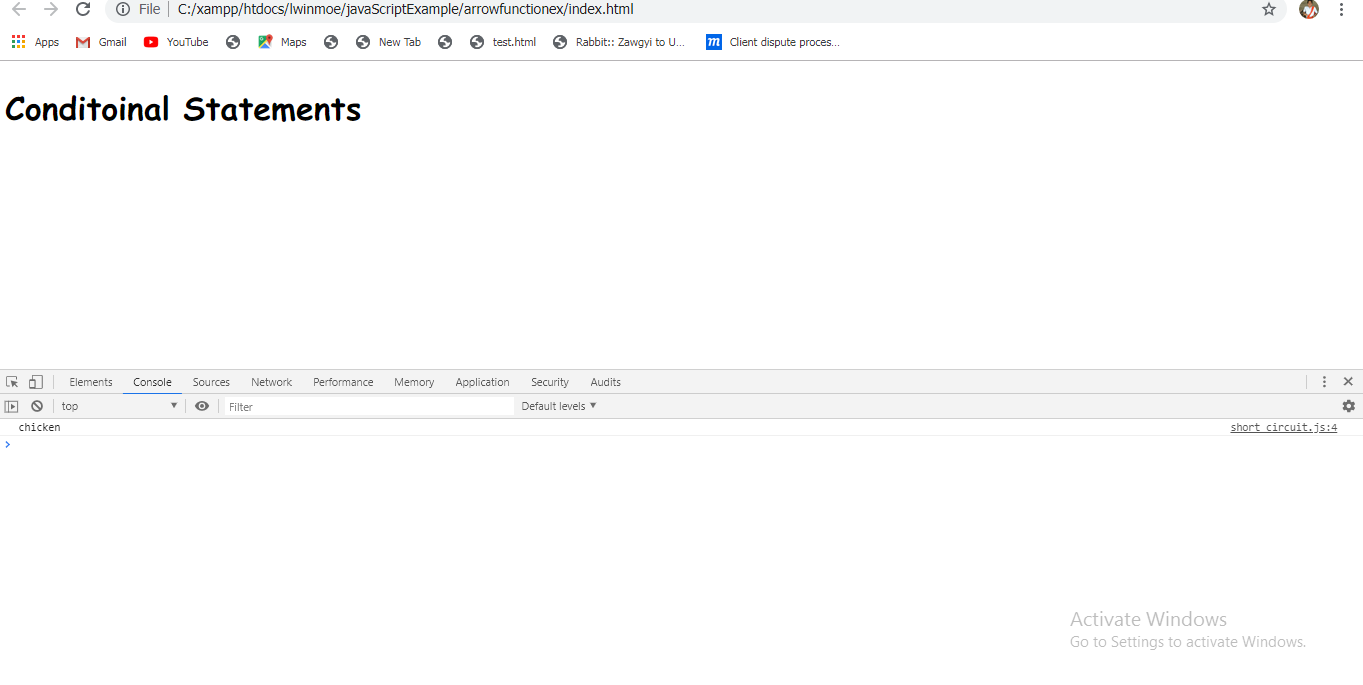 File C:/xampp/htdocs/lwinmoe/javaScriptExample/arrowfunctionex/index.html
Apps Gmail YouTube Maps New Tab test.html Rabbit:: Zawgyi to U... m Client dispute proces...
Conditoinal Statements
Elements Console Sources Network Performance Memory Application Security Audits
top Filter Default levels
chicken short circuit.js:4
Activate Windows
Go to Settings to activate Windows.